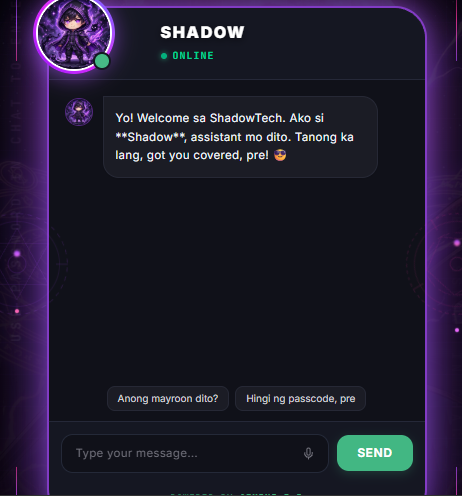 SHADOW
ONLINE
Yo! Welcome sa ShadowTech. Ako si
**Shadow**, assistant mo dito. Tanong ka
lang, got you covered, pre! 😎
Anong mayroon dito?
Hingi ng passcode, pre
Type your message...
SEND